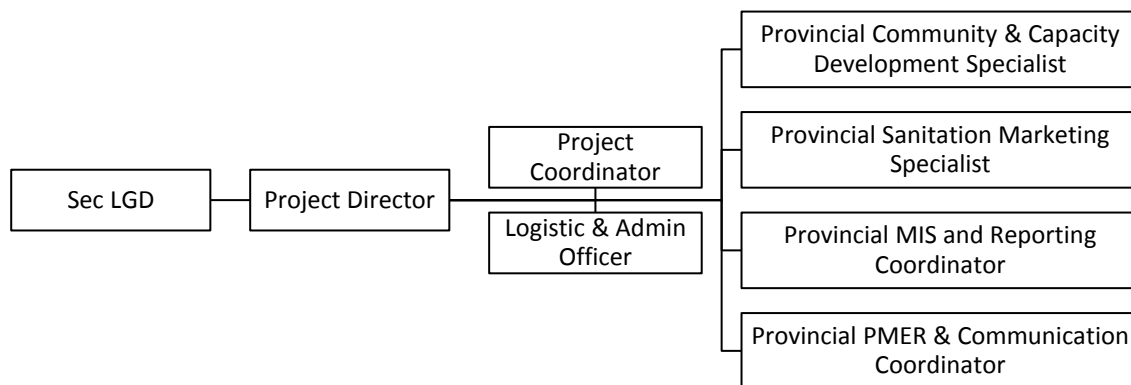 Sec LGD
Project Director
Project
Coordinator
Logistic & Admin
Officer
Provincial Community & Capacity
Development Specialist
Provincial Sanitation Marketing
Specialist
Provincial MIS and Reporting
Coordinator
Provincial PMER & Communication
Coordinator